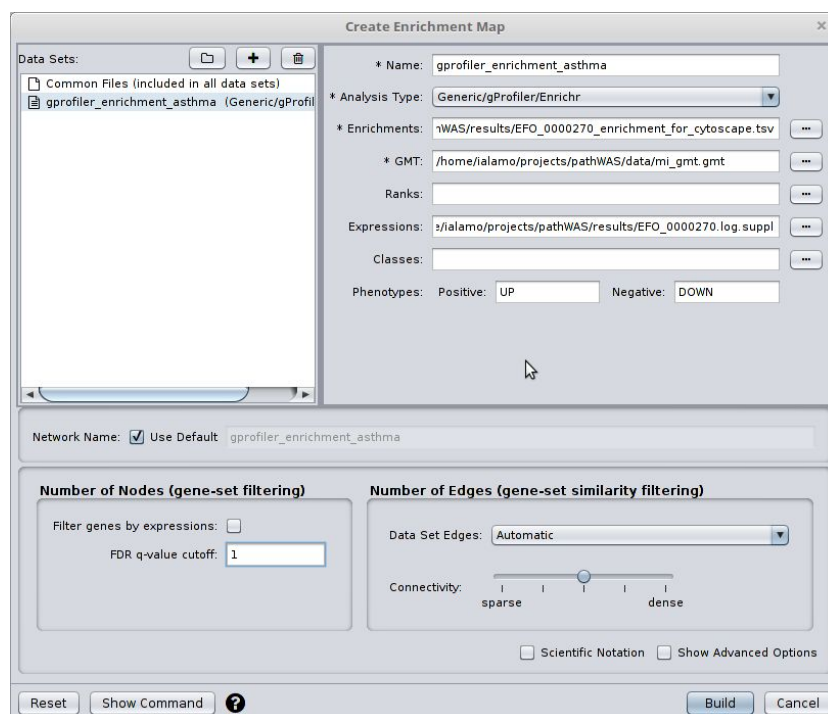 Create Enrichment Map
Data Sets:
Common Files (included in all data sets)
gprofiler_enrichment_asthma (Generic/gProfil
* Name: gprofiler_enrichment_asthma
* Analysis Type: Generic/gProfiler/Enrichr
* Enrichments: WAS/results/EFO_0000270_enrichment_for_cytoscape.tsv
* GMT: /home/ialamo/projects/pathWAS/data/mi_gmt.gmt
Ranks:
Expressions: e/ialamo/projects/pathWAS/results/EFO_0000270.log.suppl
Classes:
Phenotypes: Positive: UP Negative: DOWN
Network Name: Use Default gprofiler_enrichment_asthma
Number of Nodes (gene-set filtering)
Filter genes by expressions:
FDR q-value cutoff: 1
Number of Edges (gene-set similarity filtering)
Data Set Edges: Automatic
Connectivity:
sparse dense
Scientific Notation Show Advanced Options
Reset Show Command ? Build Cancel